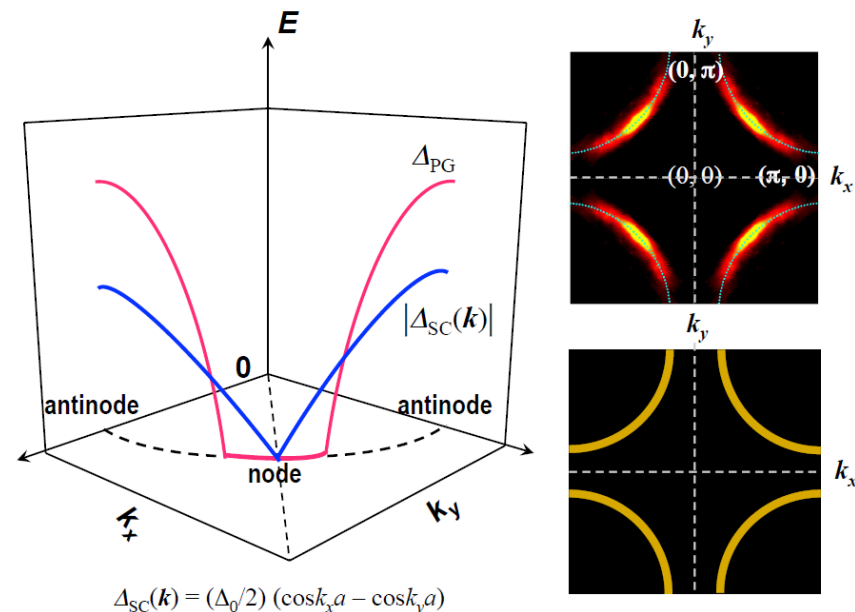 E
Δ_PG
|Δ_SC(k)|
0
antinode
antinode
node
k_x
k_y
Δ_SC(k) = (Δ_0/2) (cosk_xa – cosk_ya)
k_y
(0, π)
(0, 0)
(π, 0)
k_x
k_y
k_x